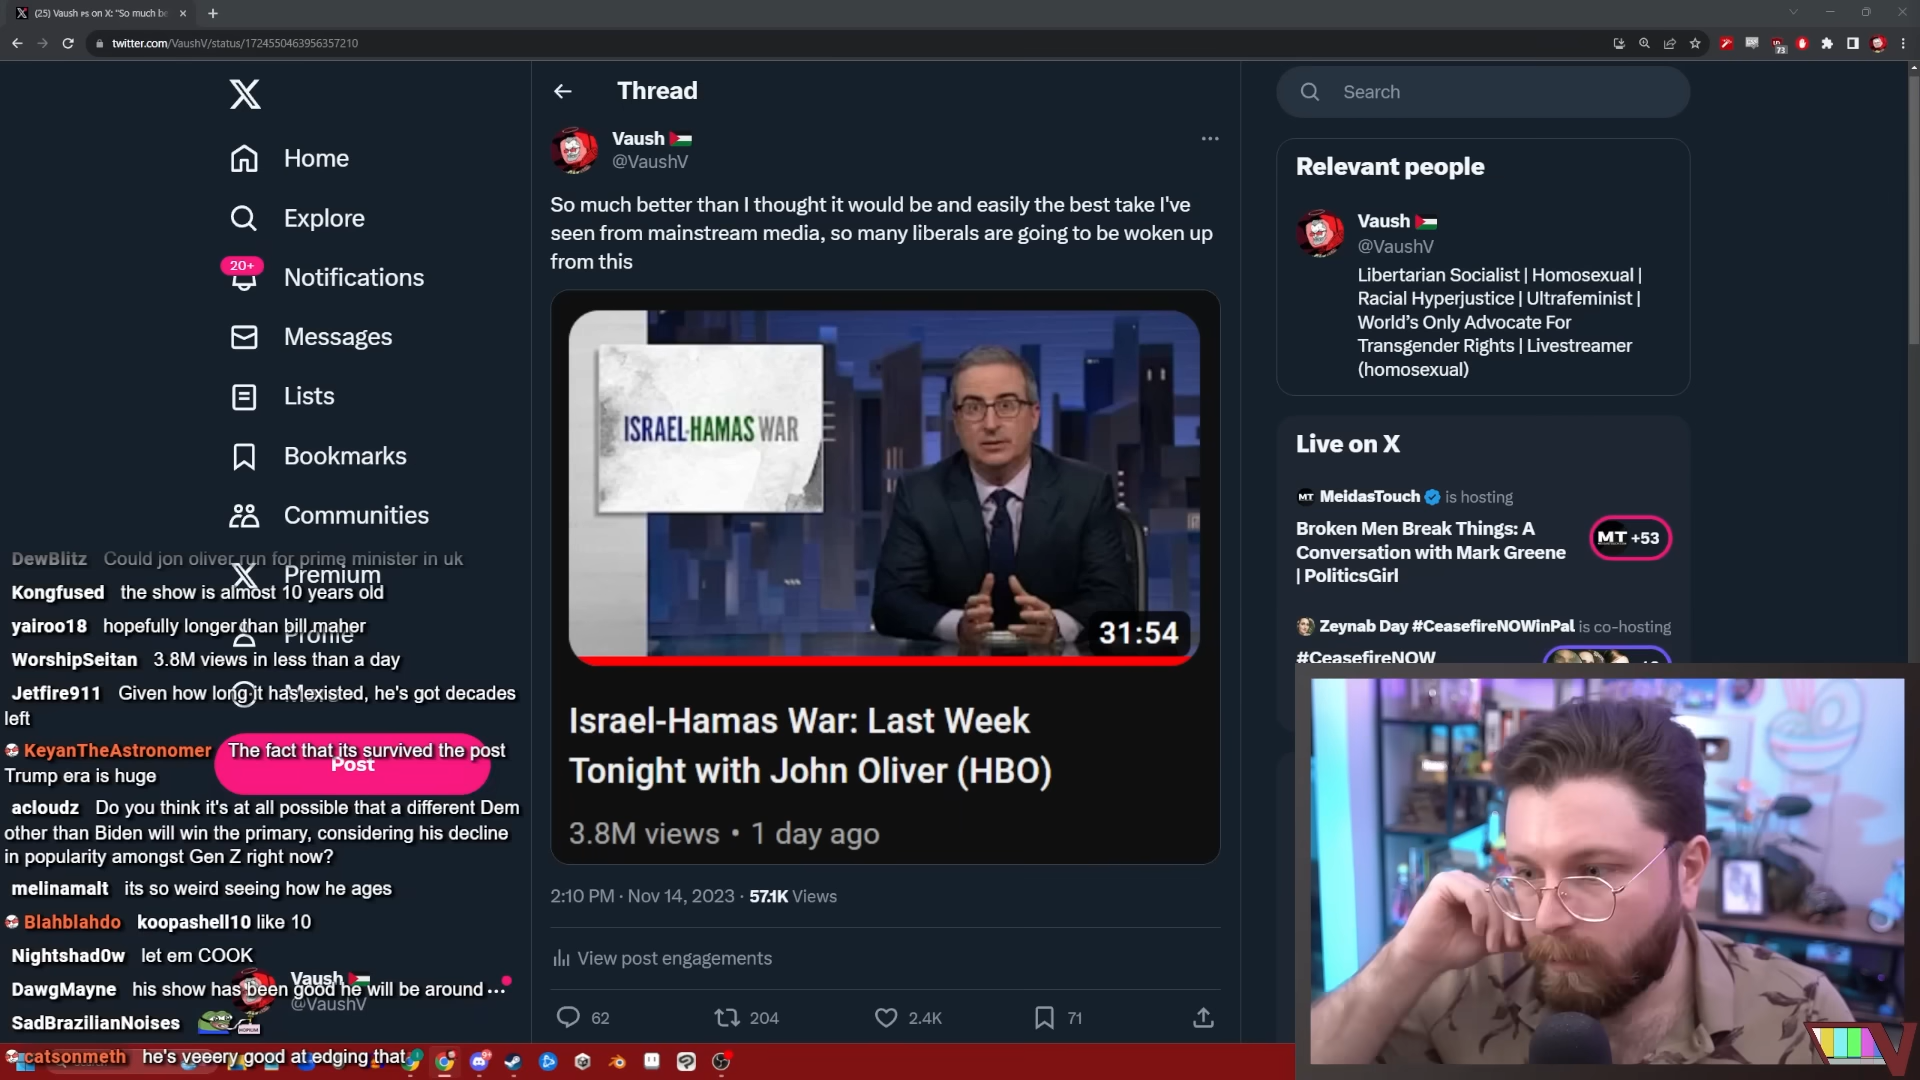 (25) Vaush 🇵🇸 on X: "So much be
twitter.com/VaushV/status/1724550463956357210
73
Home
Explore
20+
Notifications
Messages
Lists
Bookmarks
Communities
Premium
Profile
More
Post
Vaush 🇵🇸
@VaushV
DewBlitz Could jon oliver run for prime minister in uk
Kongfused the show is almost 10 years old
yairoo18 hopefully longer than bill maher
WorshipSeitan 3.8M views in less than a day
Jetfire911 Given how long it has existed, he's got decades
left
KeyanTheAstronomer The fact that its survived the post
Trump era is huge
acloudz Do you think it's at all possible that a different Dem
other than Biden will win the primary, considering his decline
in popularity amongst Gen Z right now?
melinamalt its so weird seeing how he ages
Blahblahdo koopashell10 like 10
Nightshad0w let em COOK
DawgMayne his show has been good he will be around
SadBrazilianNoises
catsonmeth he's veeery good at edging that
Thread
Vaush 🇵🇸
@VaushV
So much better than I thought it would be and easily the best take I've
seen from mainstream media, so many liberals are going to be woken up
from this
ISRAEL-HAMAS WAR
31:54
Israel-Hamas War: Last Week
Tonight with John Oliver (HBO)
3.8M views • 1 day ago
2:10 PM · Nov 14, 2023 · 57.1K Views
View post engagements
62 204 2.4K 71
Search
Relevant people
Vaush 🇵🇸
@VaushV
Libertarian Socialist | Homosexual |
Racial Hyperjustice | Ultrafeminist |
World's Only Advocate For
Transgender Rights | Livestreamer
(homosexual)
Live on X
MT MeidasTouch is hosting
Broken Men Break Things: A
Conversation with Mark Greene
| PoliticsGirl
MT +53
Zeynab Day #CeasefireNOWinPal is co-hosting
#CeasefireNOW